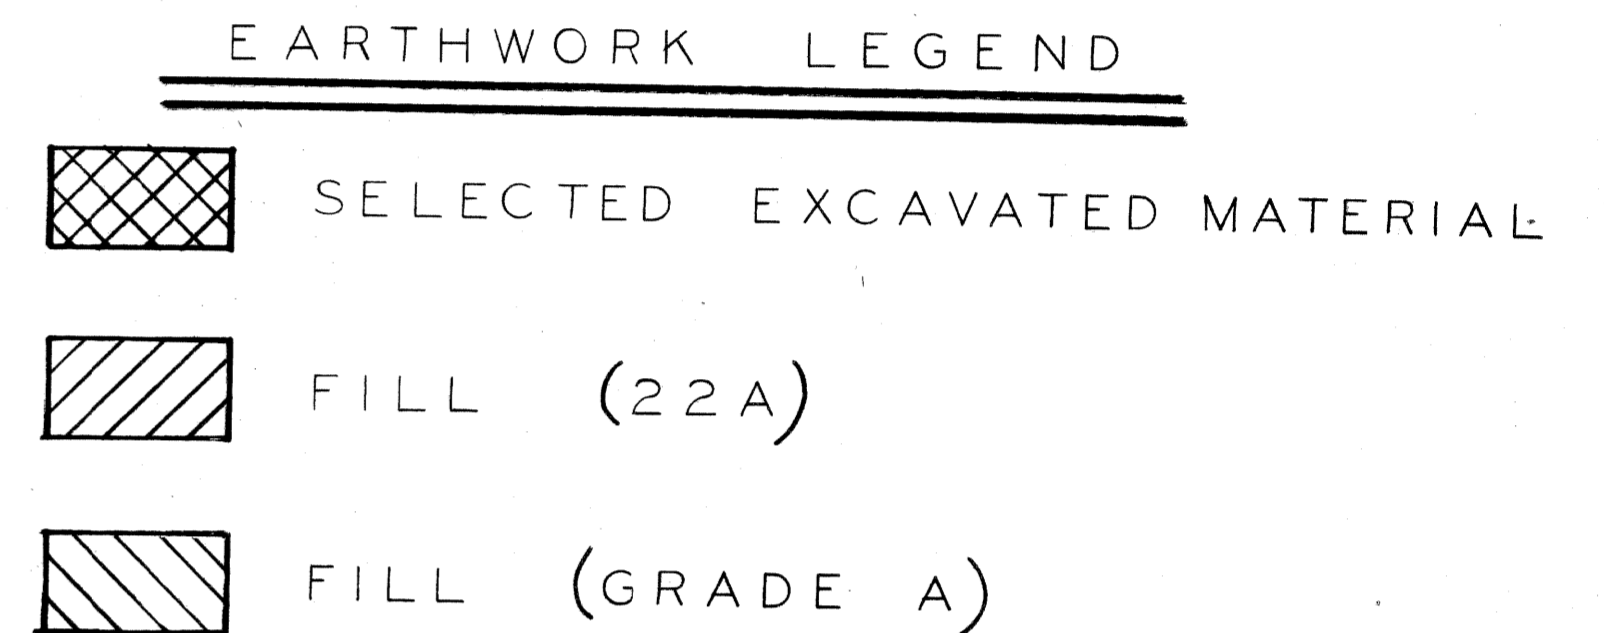 EARTHWORK LEGEND
SELECTED EXCAVATED MATERIAL
FILL (22A)
FILL (GRADE A)